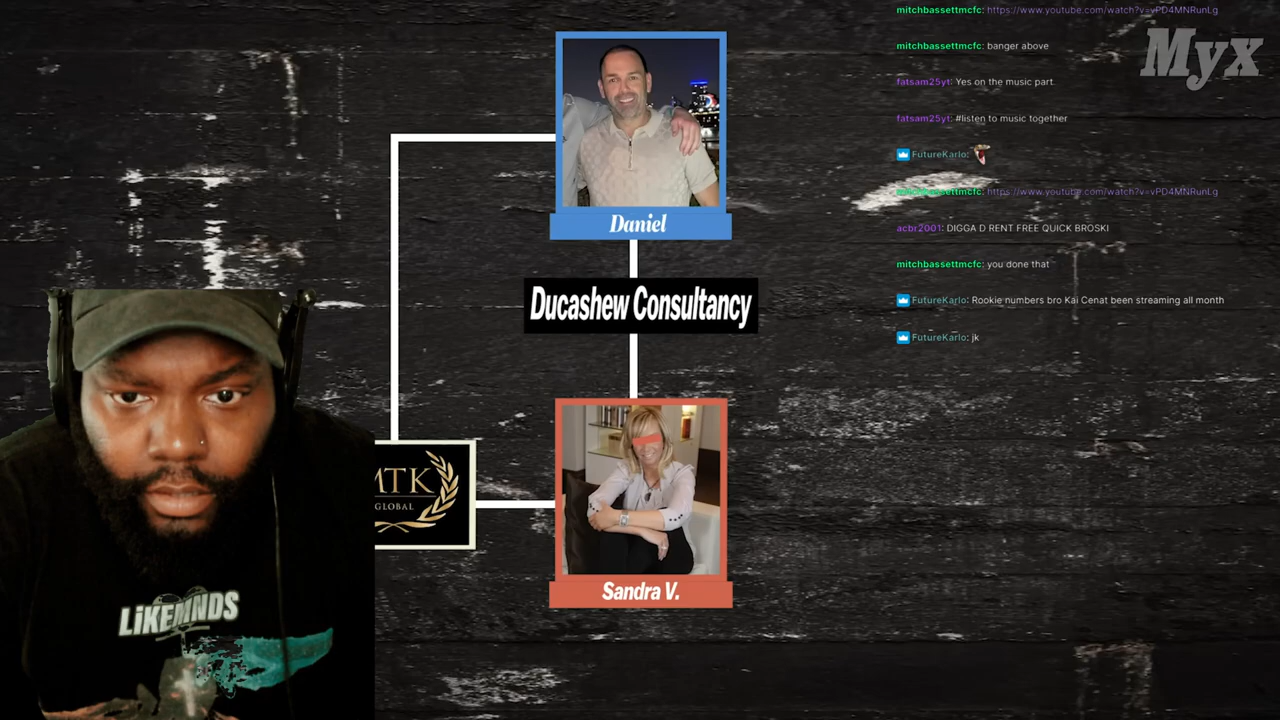 mitchbassettmcfc: https://www.youtube.com/watch?v=vPD4MNRunLg
mitchbassettmcfc: banger above
Myx
fatsam25yt: Yes on the music part.
fatsam25yt: #listen to music together
FutureKarlo:
mitchbassettmcfc: https://www.youtube.com/watch?v=vPD4MNRunLg
acbr2001: DIGGA D RENT FREE QUICK BROSKI
mitchbassettmcfc: you done that
FutureKarlo: Rookie numbers bro Kai Cenat been streaming all month
FutureKarlo: jk
Daniel
Ducashew Consultancy
MTK
GLOBAL
Sandra V.
LiKEMiNDS